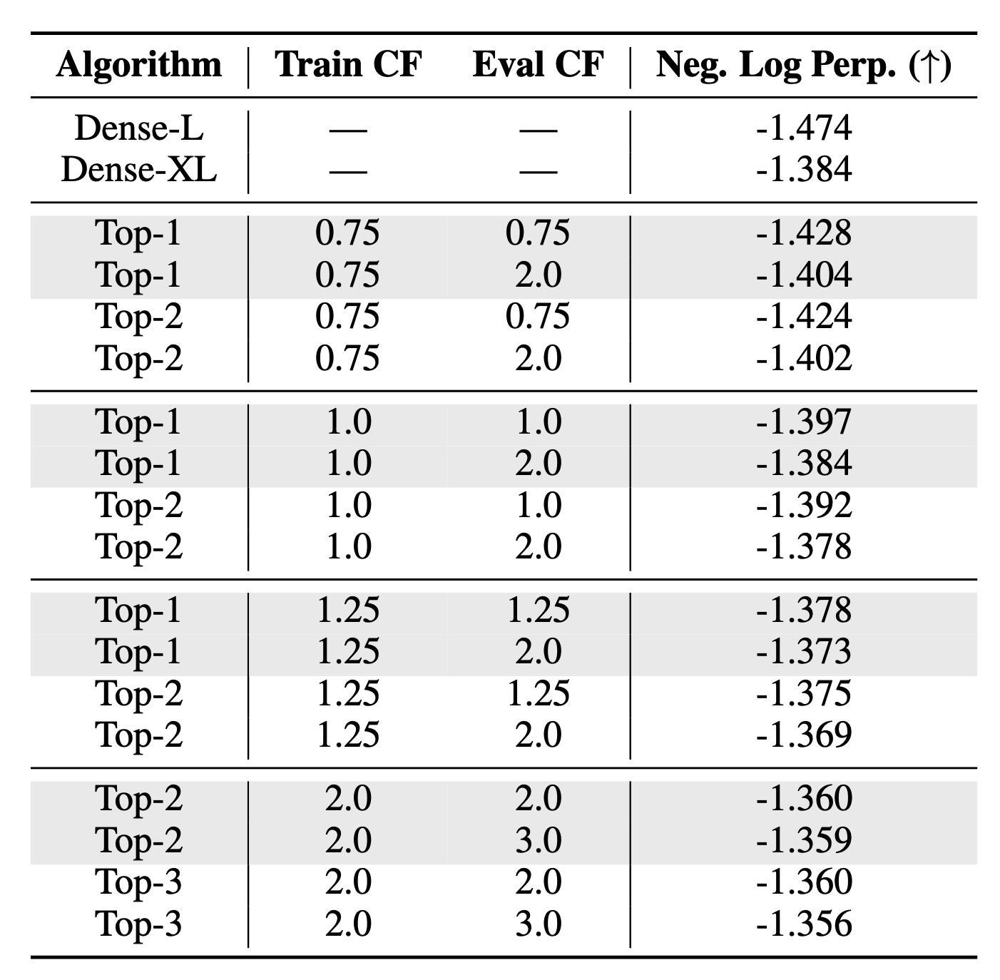 Algorithm Train CF Eval CF Neg. Log Perp. (↑)
Dense-L — — -1.474
Dense-XL — — -1.384
Top-1 0.75 0.75 -1.428
Top-1 0.75 2.0 -1.404
Top-2 0.75 0.75 -1.424
Top-2 0.75 2.0 -1.402
Top-1 1.0 1.0 -1.397
Top-1 1.0 2.0 -1.384
Top-2 1.0 1.0 -1.392
Top-2 1.0 2.0 -1.378
Top-1 1.25 1.25 -1.378
Top-1 1.25 2.0 -1.373
Top-2 1.25 1.25 -1.375
Top-2 1.25 2.0 -1.369
Top-2 2.0 2.0 -1.360
Top-2 2.0 3.0 -1.359
Top-3 2.0 2.0 -1.360
Top-3 2.0 3.0 -1.356